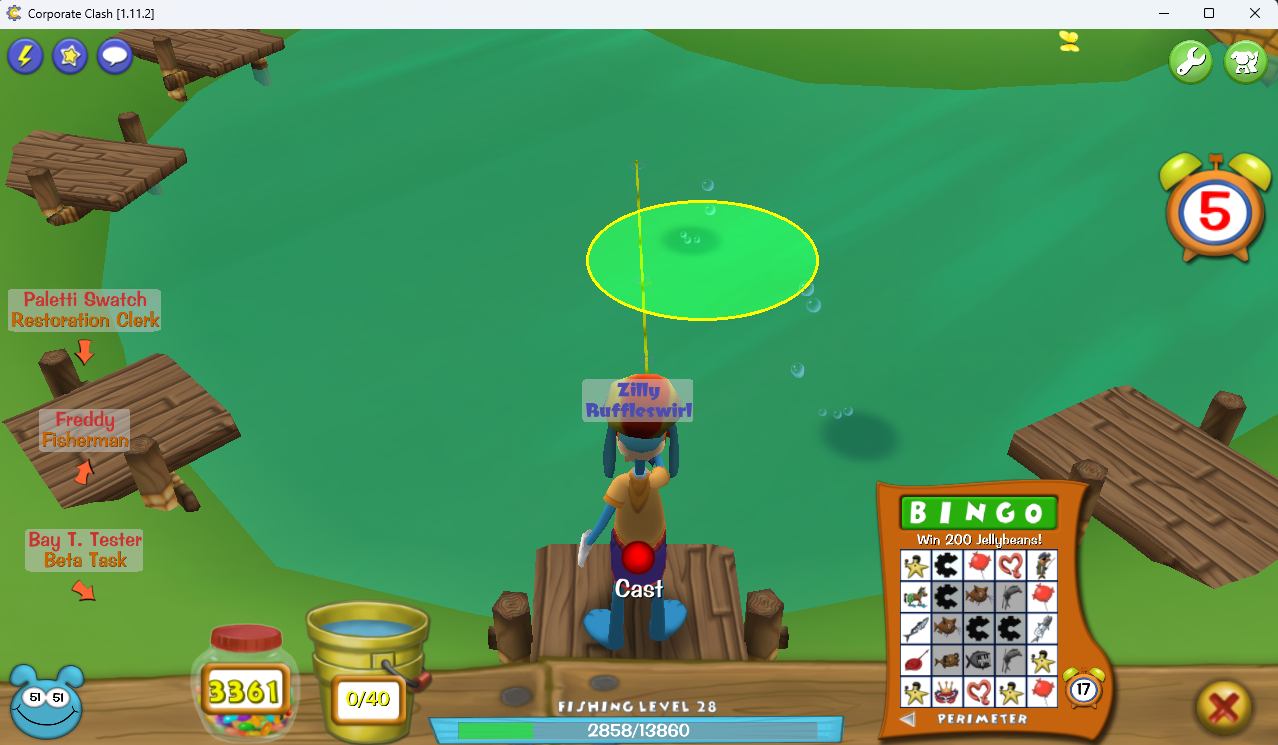 Corporate Clash [1.11.2]
5
Paletti Swatch
Restoration Clerk
Zilly
Ruffleswirl
Freddy
Fisherman
Bay T. Tester
Beta Task
Cast
BINGO
Win 200 Jellybeans!
51 51
3361
0/40
FISHING LEVEL 28
2858/13860
17
PERIMETER